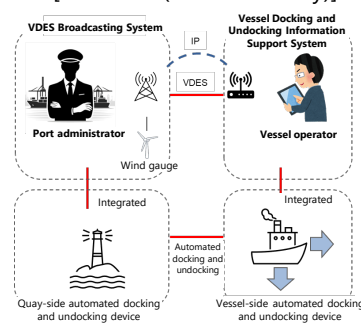 VDES Broadcasting System
Vessel Docking and
Undocking Information
Support System
IP
VDES
Port administrator
Vessel operator
Wind gauge
Integrated
Integrated
Automated
docking and
undocking
Quay-side automated docking
and undocking device
Vessel-side automated docking
and undocking device